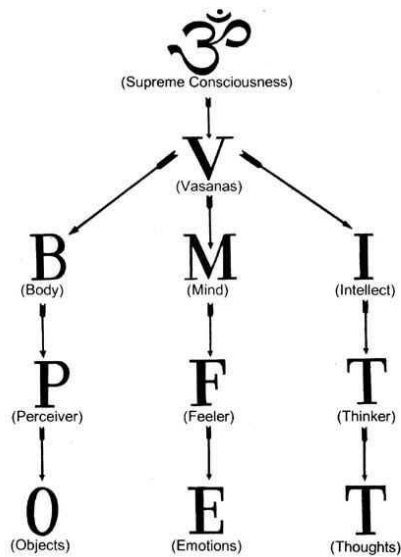 ॐ
(Supreme Consciousness)
V
(Vasanas)
B M I
(Body) (Mind) (Intellect)
P F T
(Perceiver) (Feeler) (Thinker)
O E T
(Objects) (Emotions) (Thoughts)